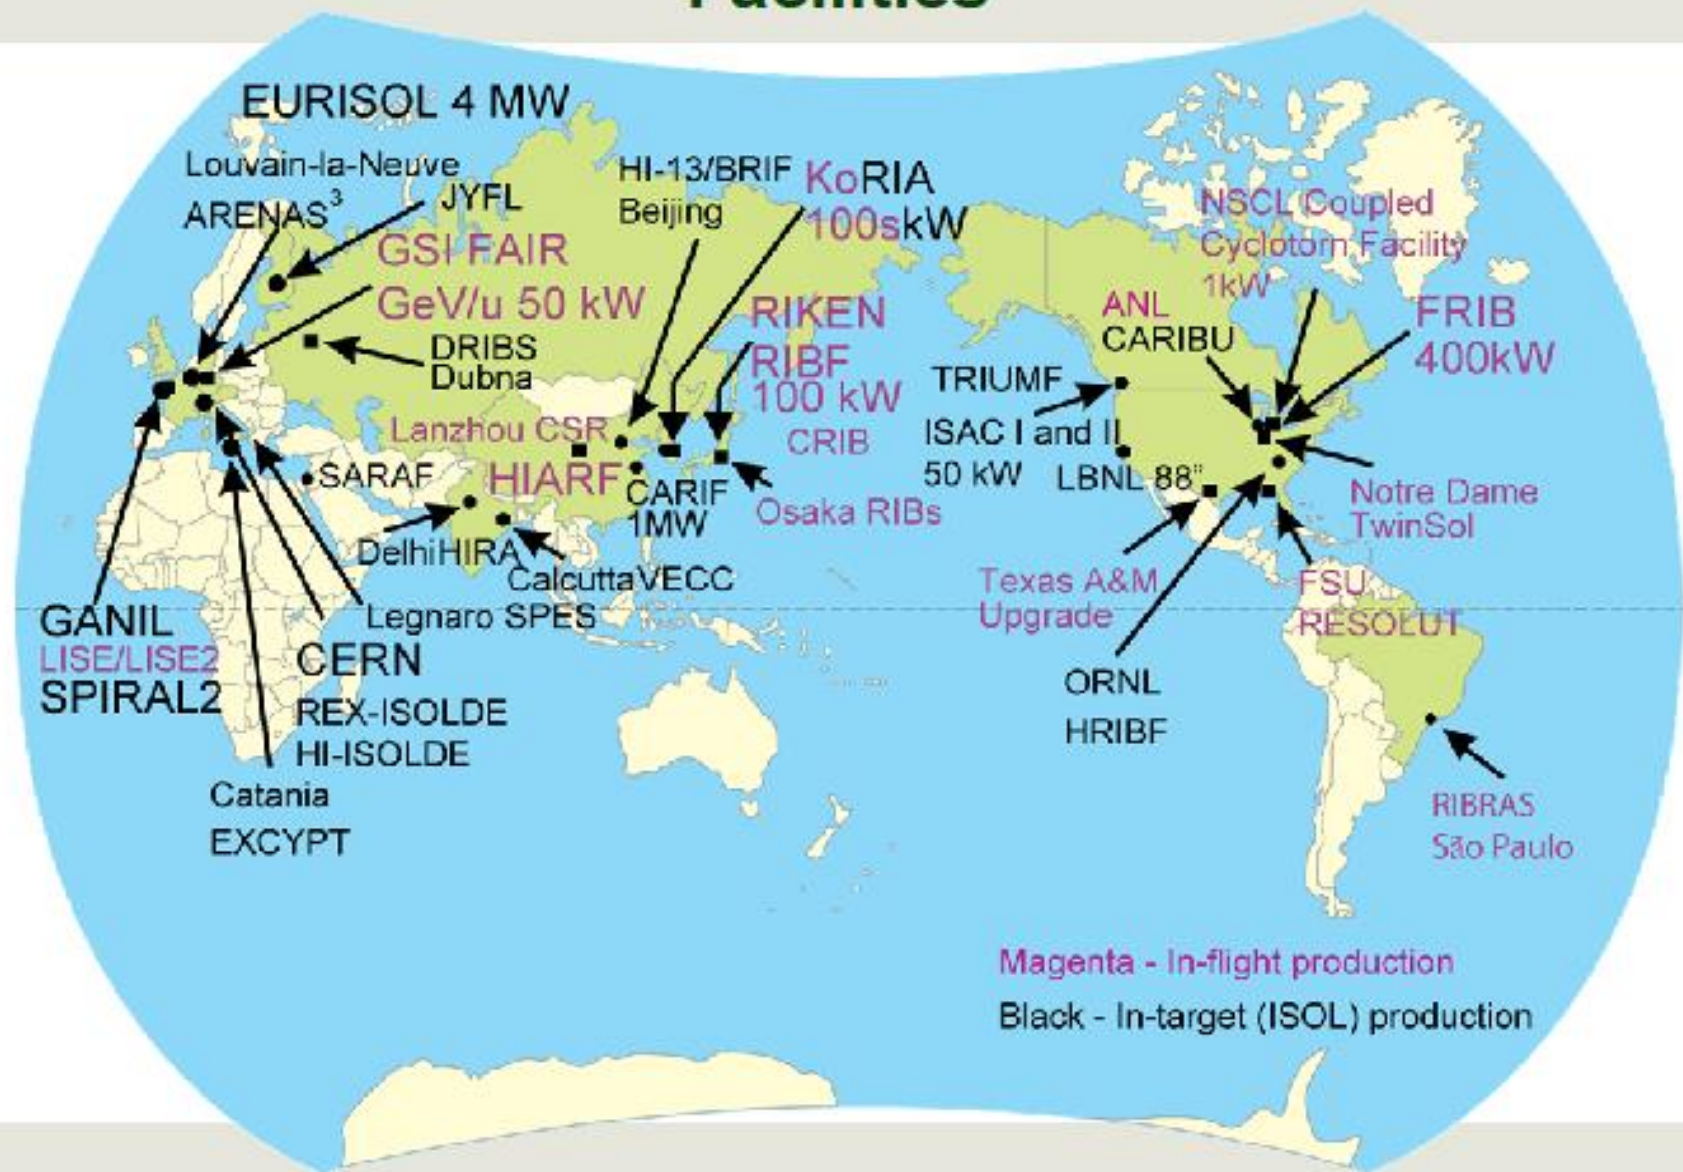 Facilities
EURISOL 4 MW
Louvain-la-Neuve
ARENAS³
JYFL
GSI FAIR
GeV/u 50 kW
DRIBS
Dubna
HI-13/BRIF
Beijing
KoRIA
100skW
RIKEN
RIBF
100 kW
CRIB
Lanzhou CSR
HIARF
CARIF
1MW
Osaka RIBs
SARAF
DelhiHIRA
CalcuttaVECC
Legnaro SPES
GANIL
LISE/LISE2
SPIRAL2
CERN
REX-ISOLDE
HI-ISOLDE
Catania
EXCYPT
NSCL Coupled
Cyclotorn Facility
1kW
ANL
CARIBU
FRIB
400kW
TRIUMF
ISAC I and II
50 kW
LBNL 88"
Notre Dame
TwinSol
Texas A&M
Upgrade
FSU
RESOLUT
ORNL
HRIBF
RIBRAS
São Paulo
Magenta - In-flight production
Black - In-target (ISOL) production